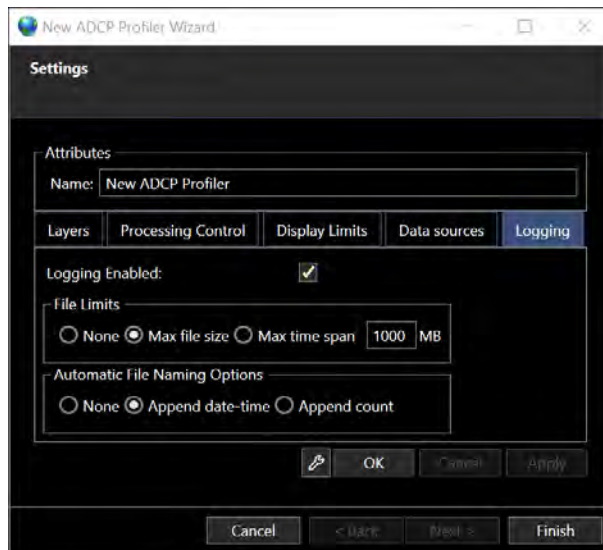 New ADCP Profiler Wizard
Settings
Attributes
Name: New ADCP Profiler
Layers Processing Control Display Limits Data sources Logging
Logging Enabled:
File Limits
None Max file size Max time span 1000 MB
Automatic File Naming Options
None Append date-time Append count
OK Cancel Apply
Cancel < Back Next > Finish